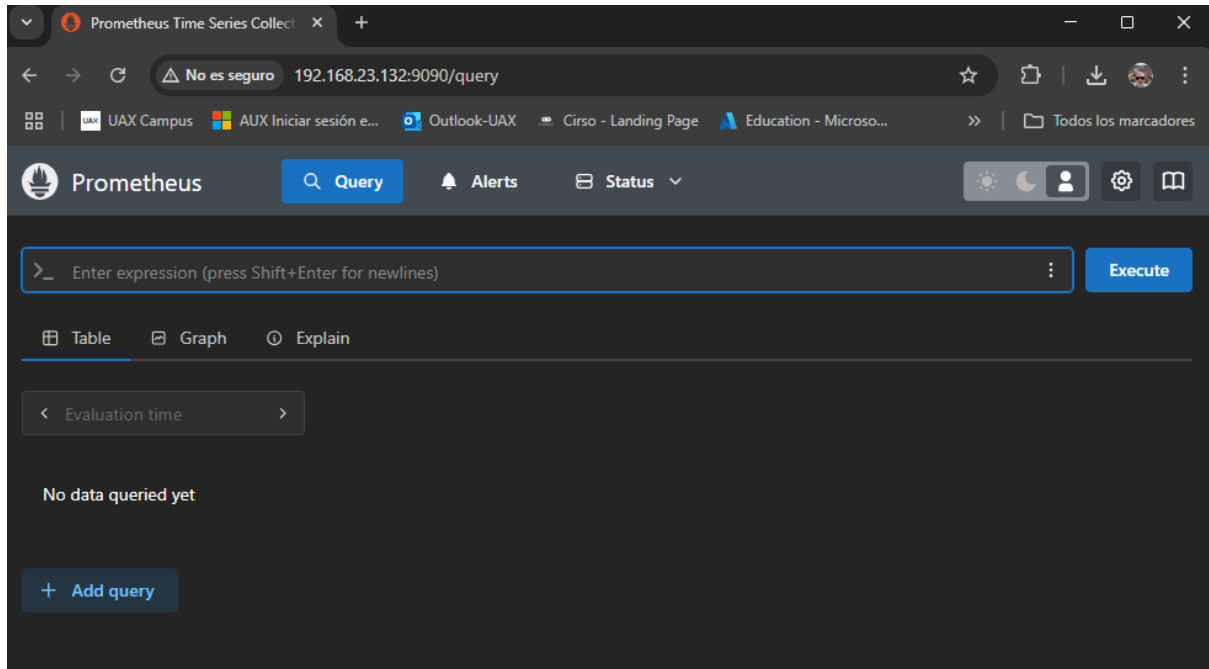 Prometheus Time Series Collect
No es seguro 192.168.23.132:9090/query
UAX UAX Campus AUX Iniciar sesión e... Outlook-UAX Cirso - Landing Page Education - Microso... » Todos los marcadores
Prometheus Query Alerts Status
>_ Enter expression (press Shift+Enter for newlines) Execute
Table Graph Explain
< Evaluation time >
No data queried yet
+ Add query